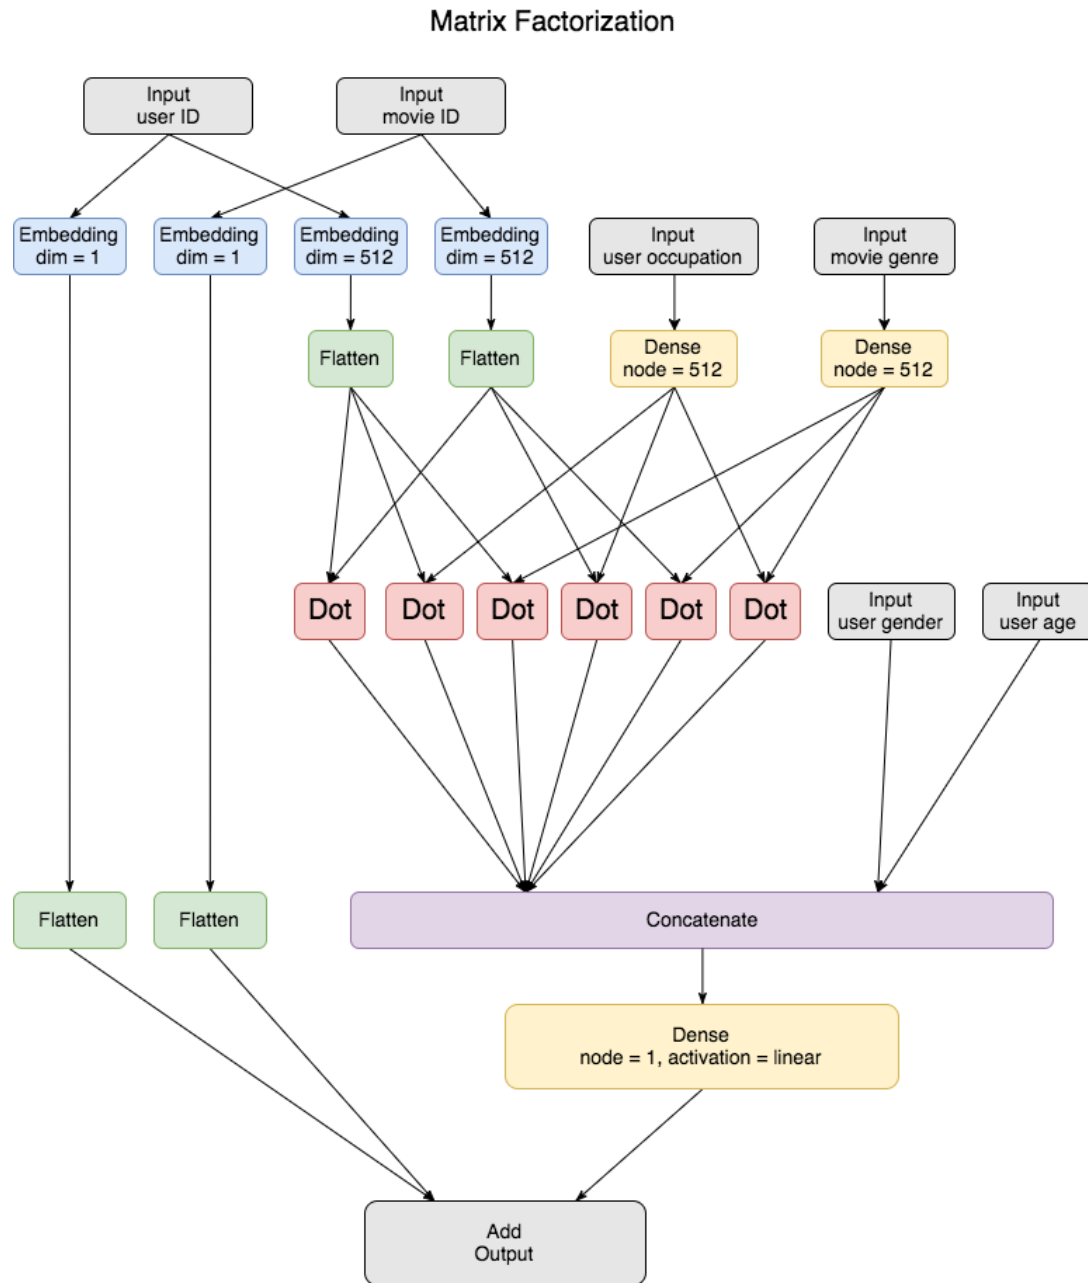 Matrix Factorization
Input
user ID
Input
movie ID
Embedding
dim = 1
Embedding
dim = 1
Embedding
dim = 512
Embedding
dim = 512
Input
user occupation
Input
movie genre
Flatten
Flatten
Dense
node = 512
Dense
node = 512
Dot
Dot
Dot
Dot
Dot
Dot
Input
user gender
Input
user age
Flatten
Flatten
Concatenate
Dense
node = 1, activation = linear
Add
Output